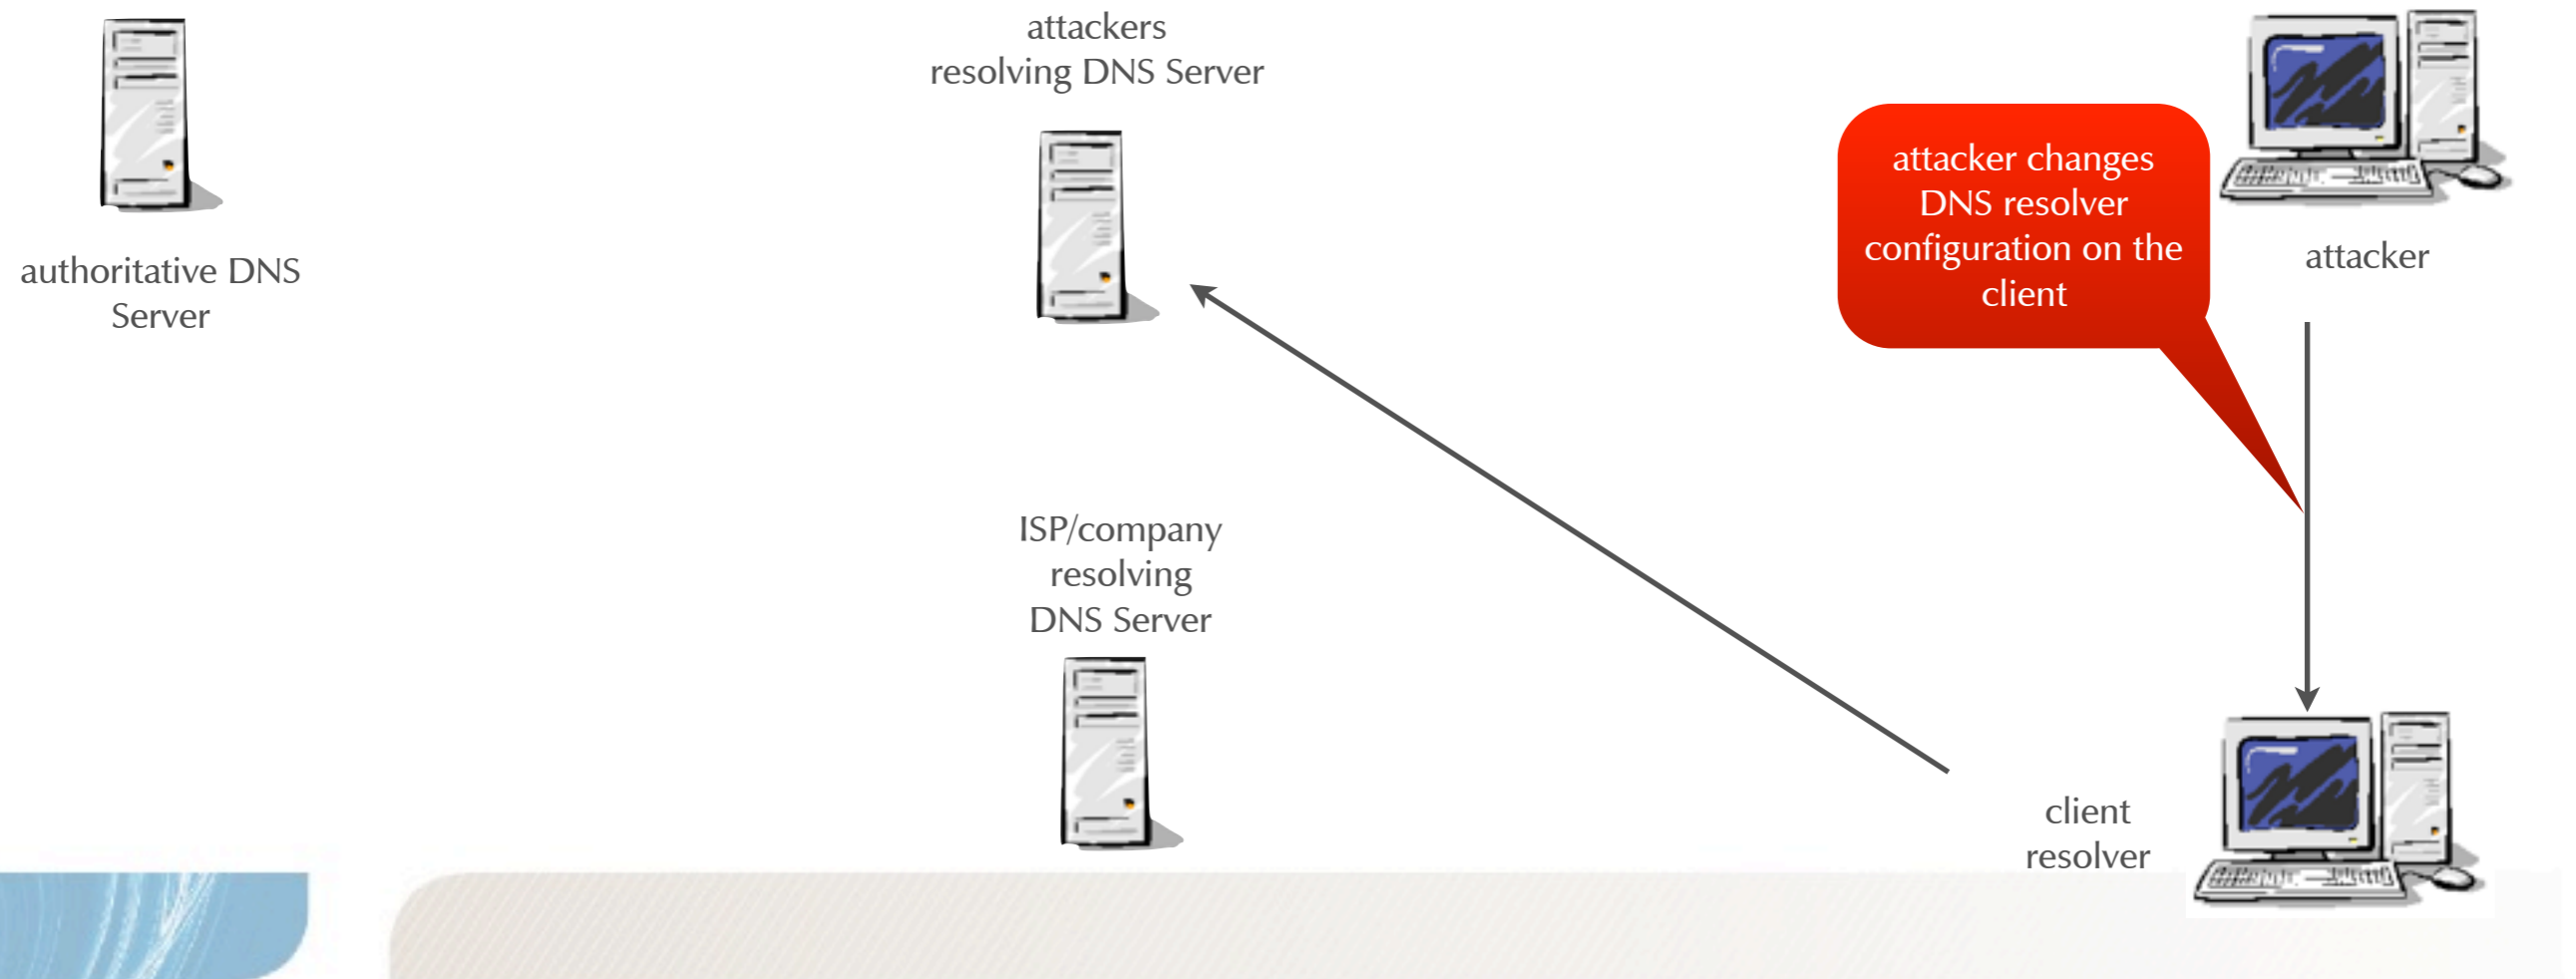 attackers
resolving DNS Server
attacker changes
DNS resolver
configuration on the
client
attacker
authoritative DNS
Server
ISP/company
resolving
DNS Server
client
resolver